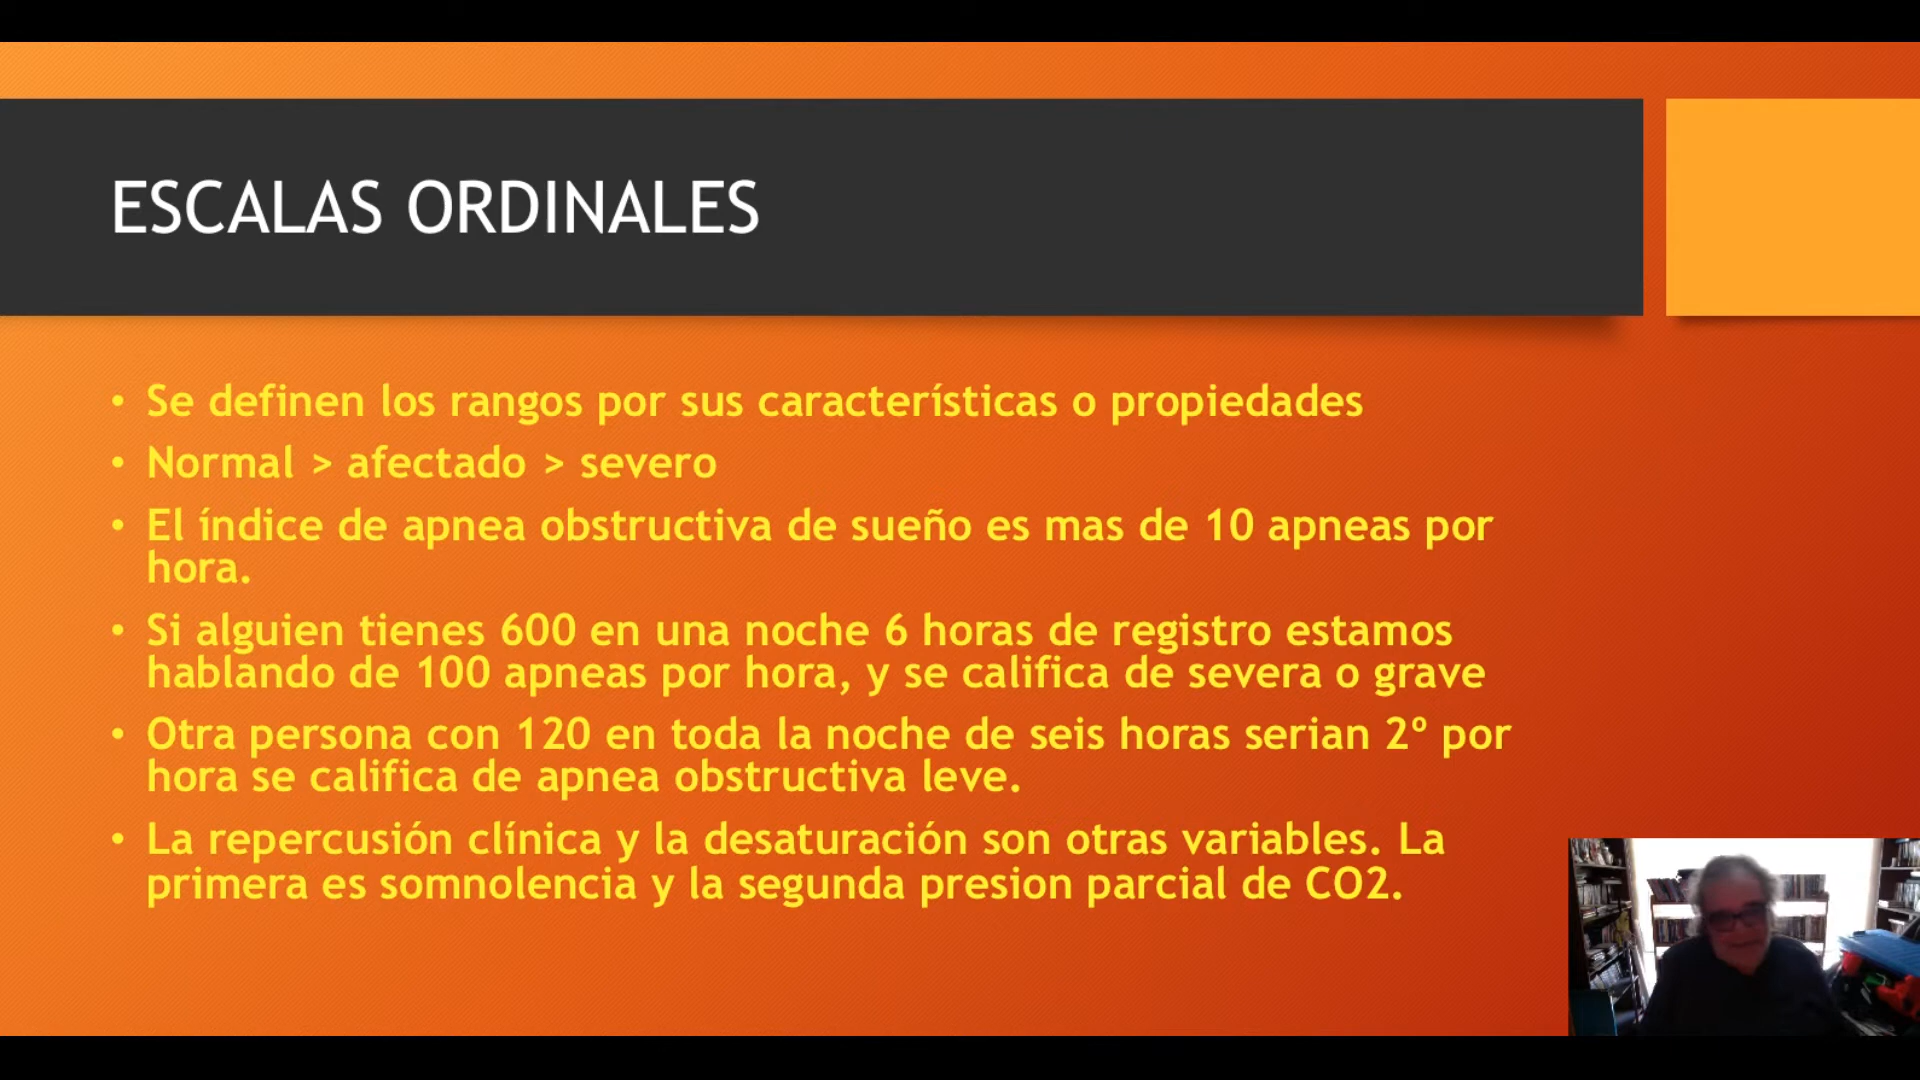 ESCALAS ORDINALES
• Se definen los rangos por sus características o propiedades
• Normal > afectado > severo
• El índice de apnea obstructiva de sueño es mas de 10 apneas por
hora.
• Si alguien tienes 600 en una noche 6 horas de registro estamos
hablando de 100 apneas por hora, y se califica de severa o grave
• Otra persona con 120 en toda la noche de seis horas serian 2º por
hora se califica de apnea obstructiva leve.
• La repercusión clínica y la desaturación son otras variables. La
primera es somnolencia y la segunda presion parcial de CO2.